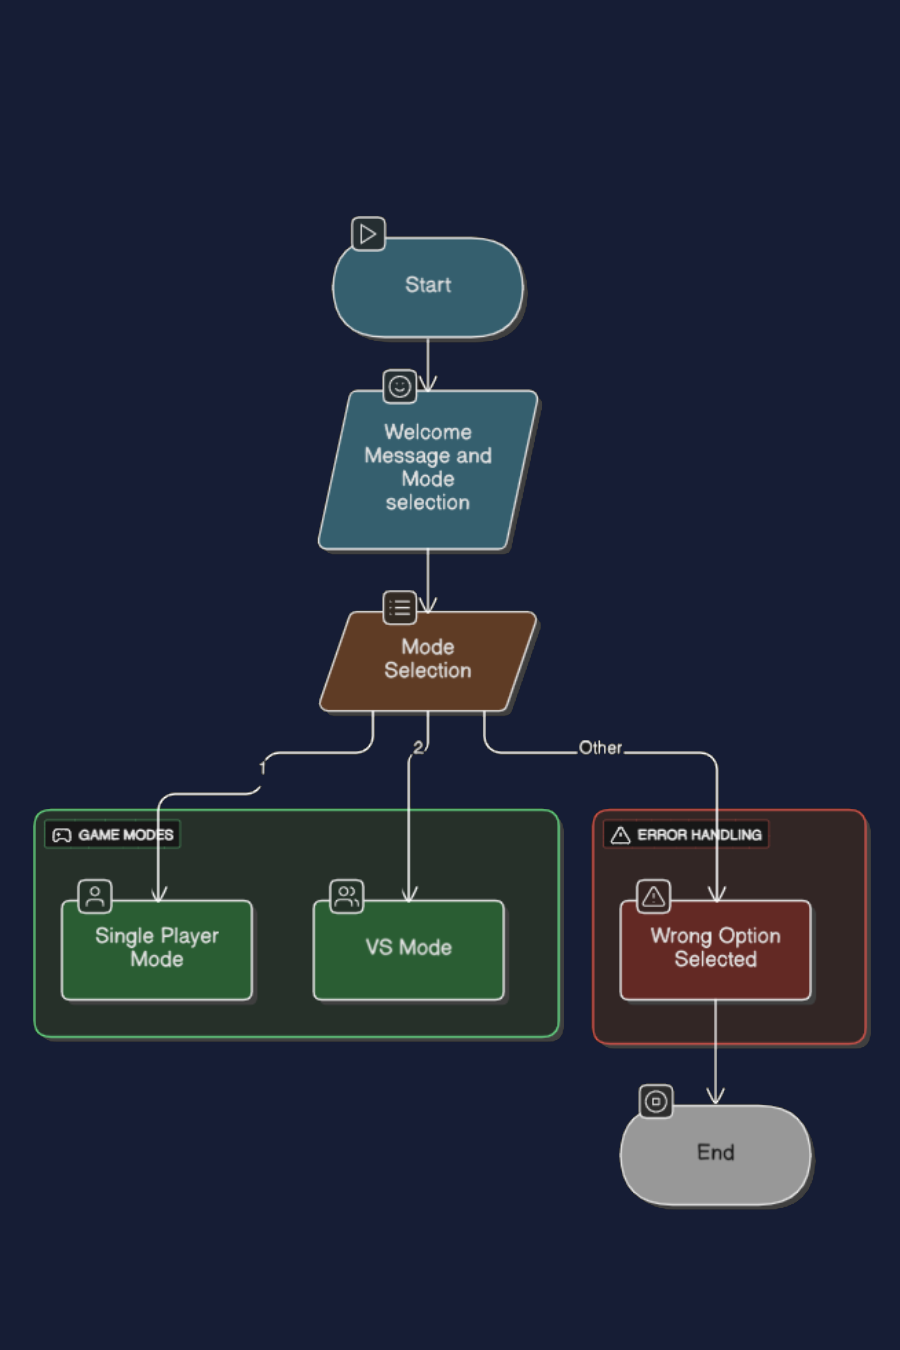 Start
Welcome
Message and
Mode
selection
Mode
Selection
1
2
Other
GAME MODES
ERROR HANDLING
Single Player
Mode
VS Mode
Wrong Option
Selected
End